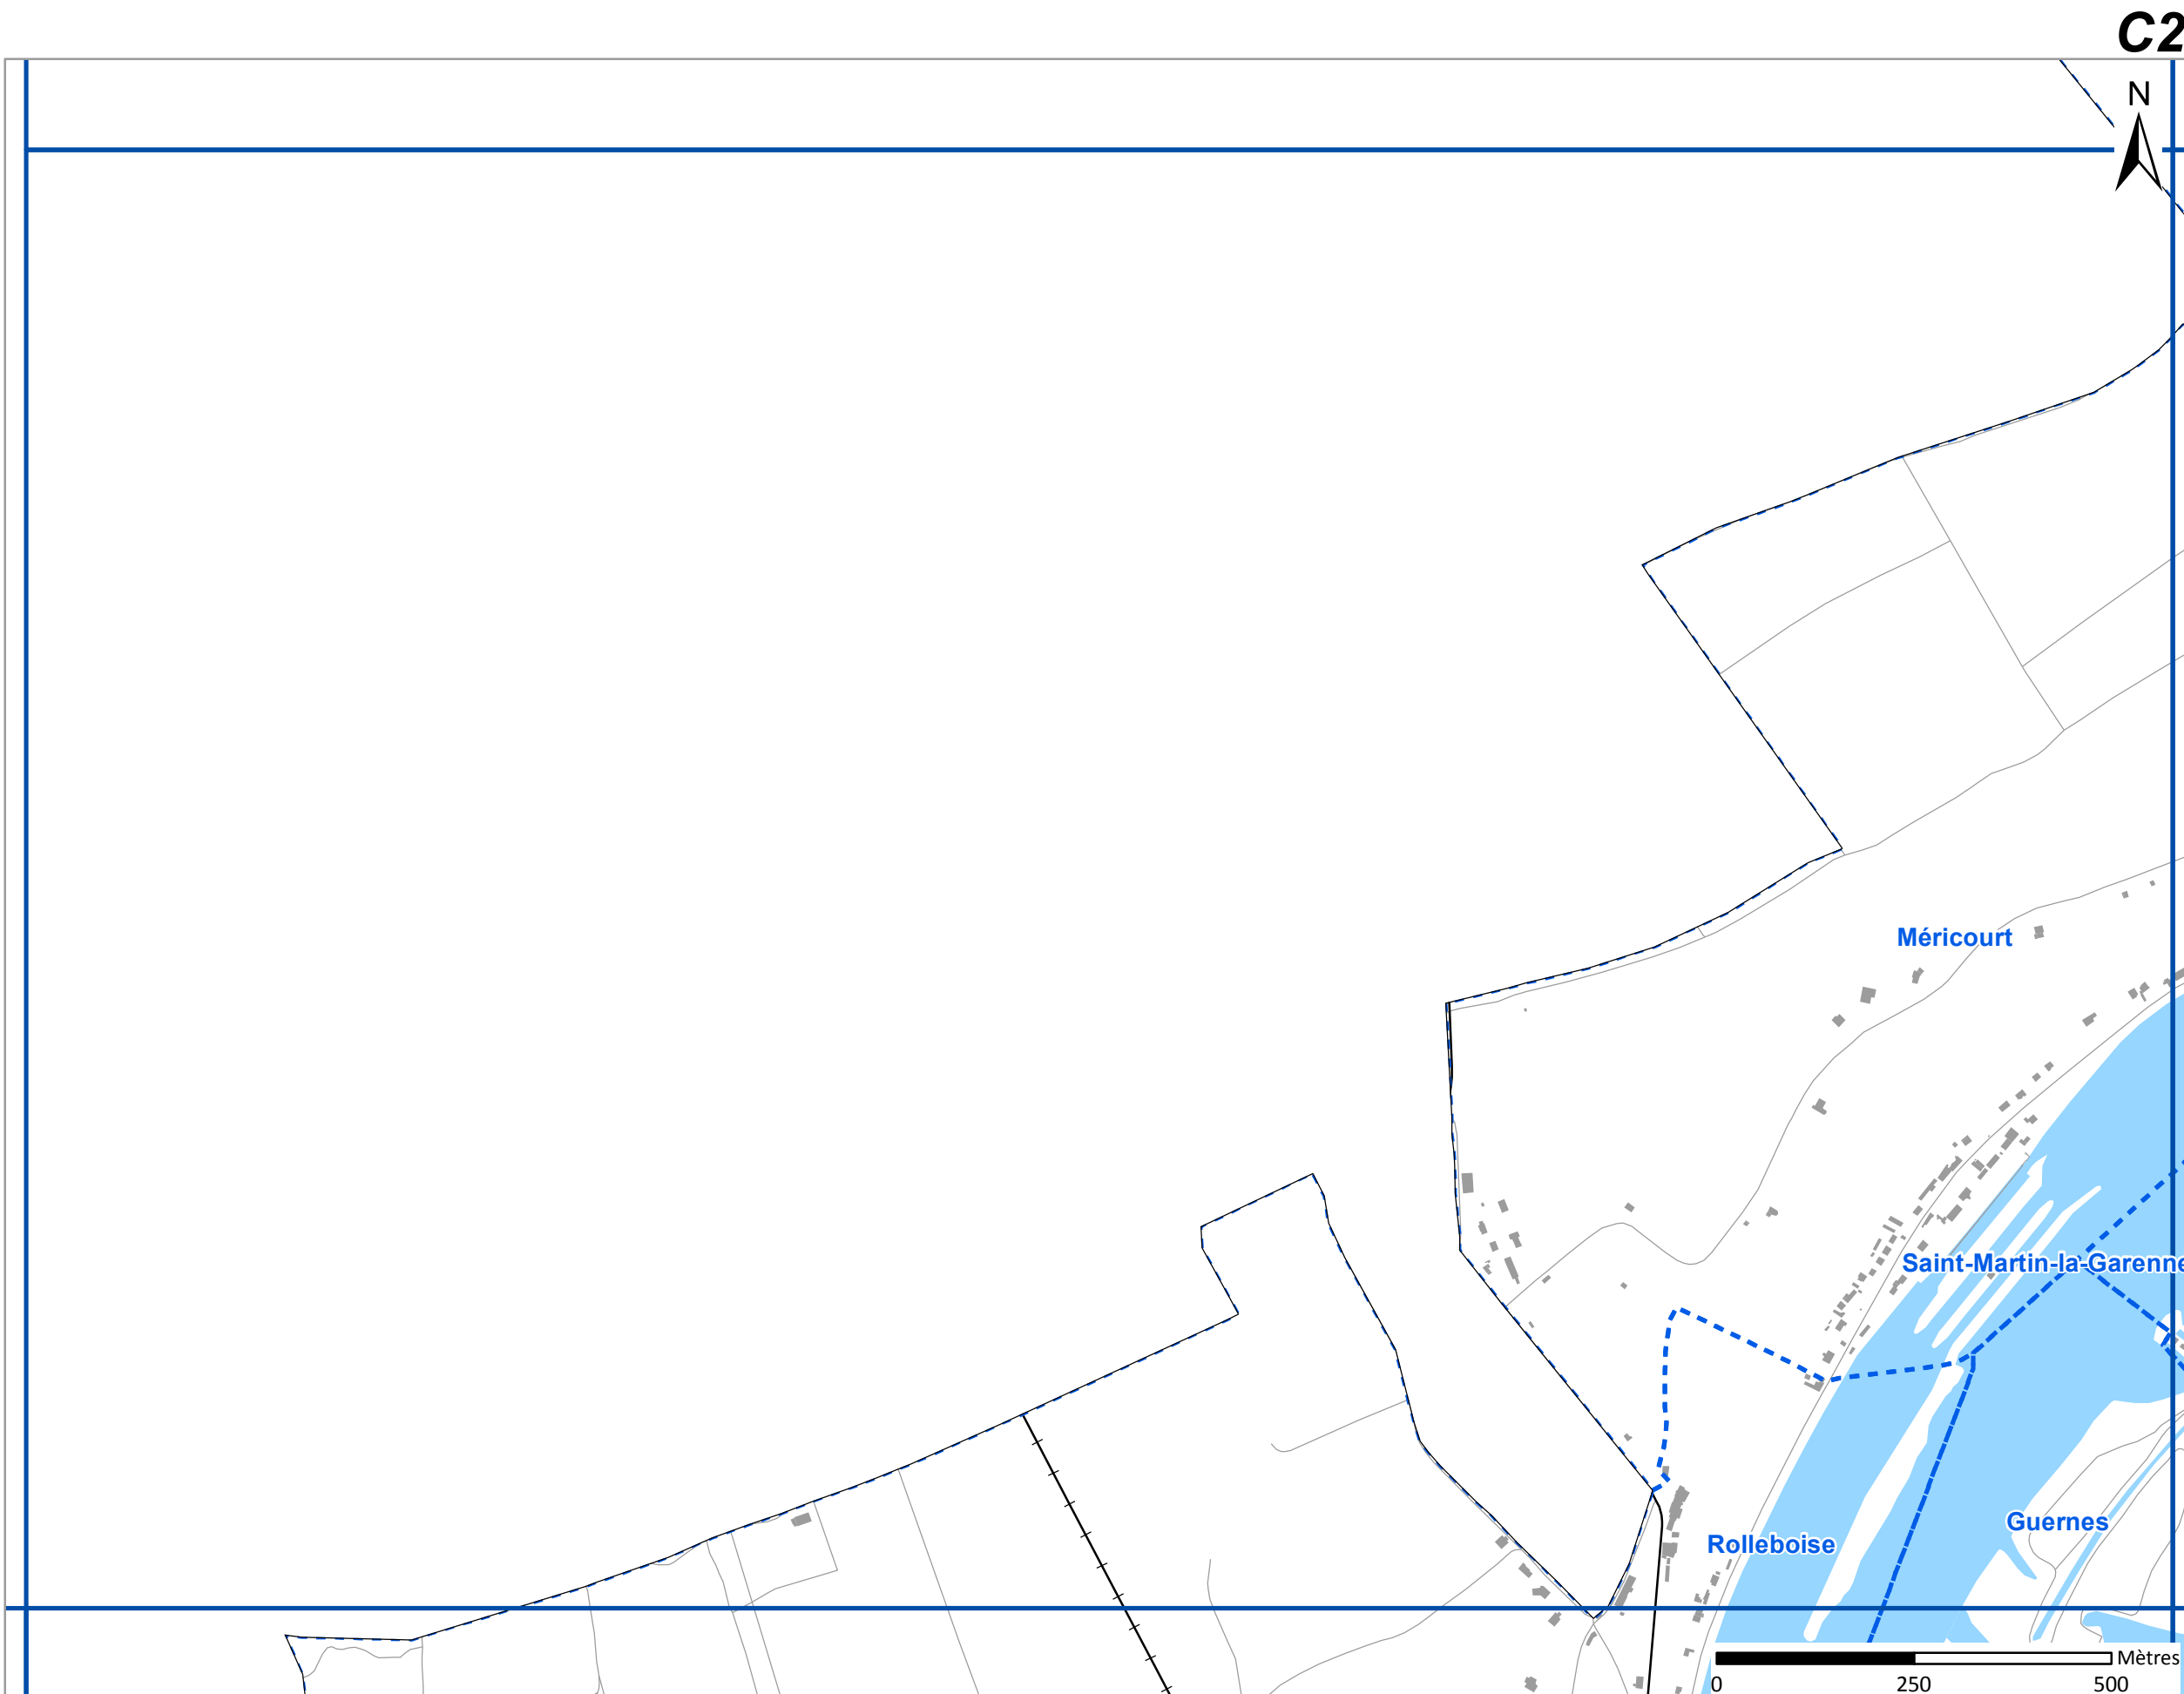 C2
N
Méricourt
Saint-Martin-la-Garenne
Guernes
Rolleboise
Mètres
0 250 500